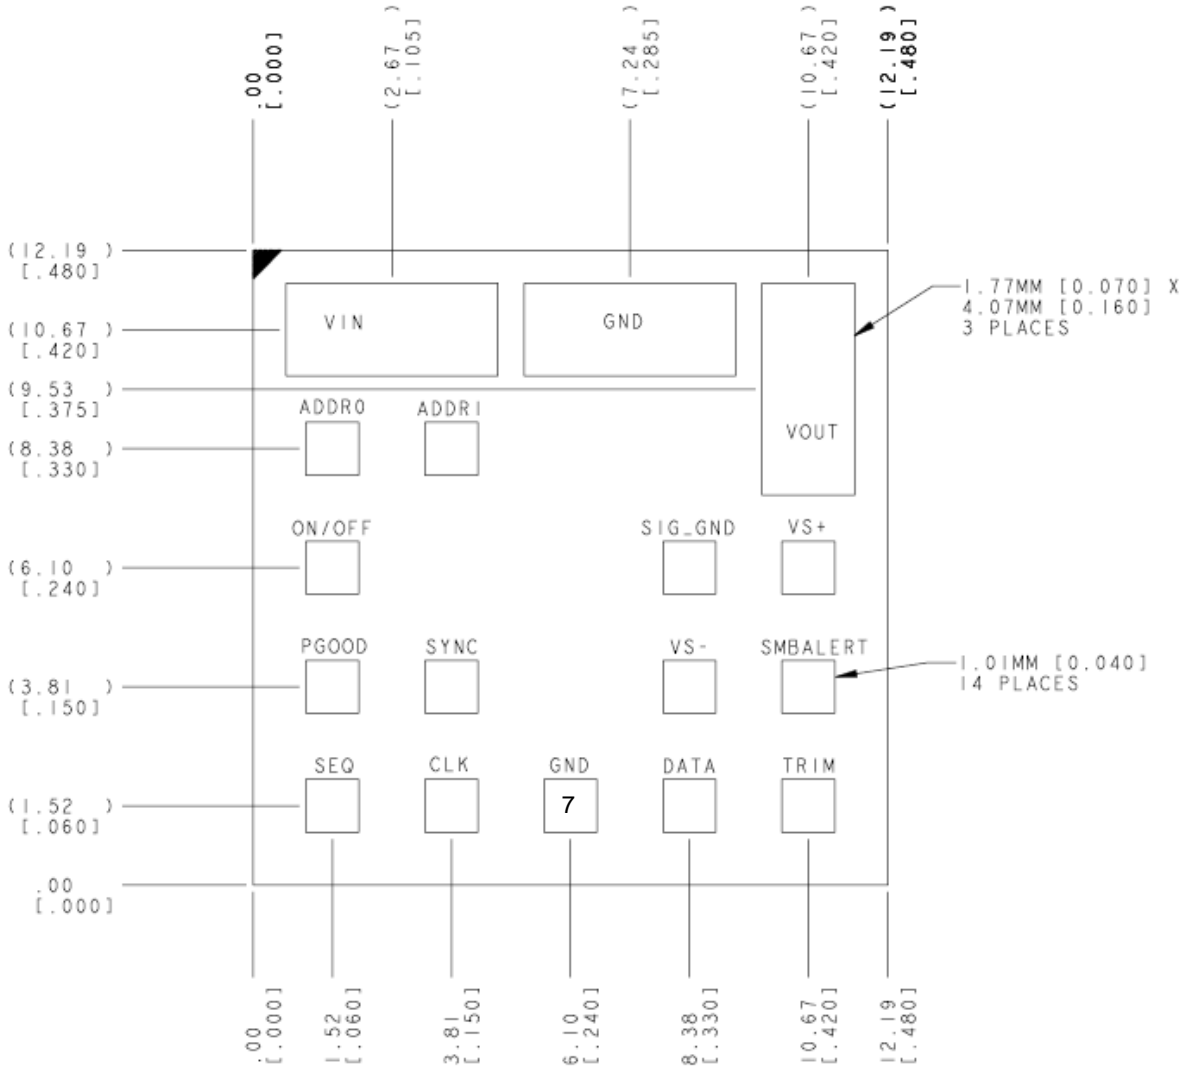 .00
[.000]
(2.67 )
[.105]
(7.24 )
[.285]
(10.67 )
[.420]
(12.19 )
[.480]
(12.19 )
[.480]
(10.67 )
[.420]
(9.53 )
[.375]
(8.38 )
[.330]
(6.10 )
[.240]
(3.81 )
[.150]
(1.52 )
[.060]
.00
[.000]
VIN
GND
VOUT
1.77MM [0.070] X
4.07MM [0.160]
3 PLACES
ADDR0
ADDR1
ON/OFF
SIG_GND
VS+
PGOOD
SYNC
VS-
SMBALERT
1.01MM [0.040]
14 PLACES
SEQ
CLK
GND
DATA
TRIM
7
.00
[.000]
1.52
[.060]
3.81
[.150]
6.10
[.240]
8.38
[.330]
10.67
[.420]
12.19
[.480]